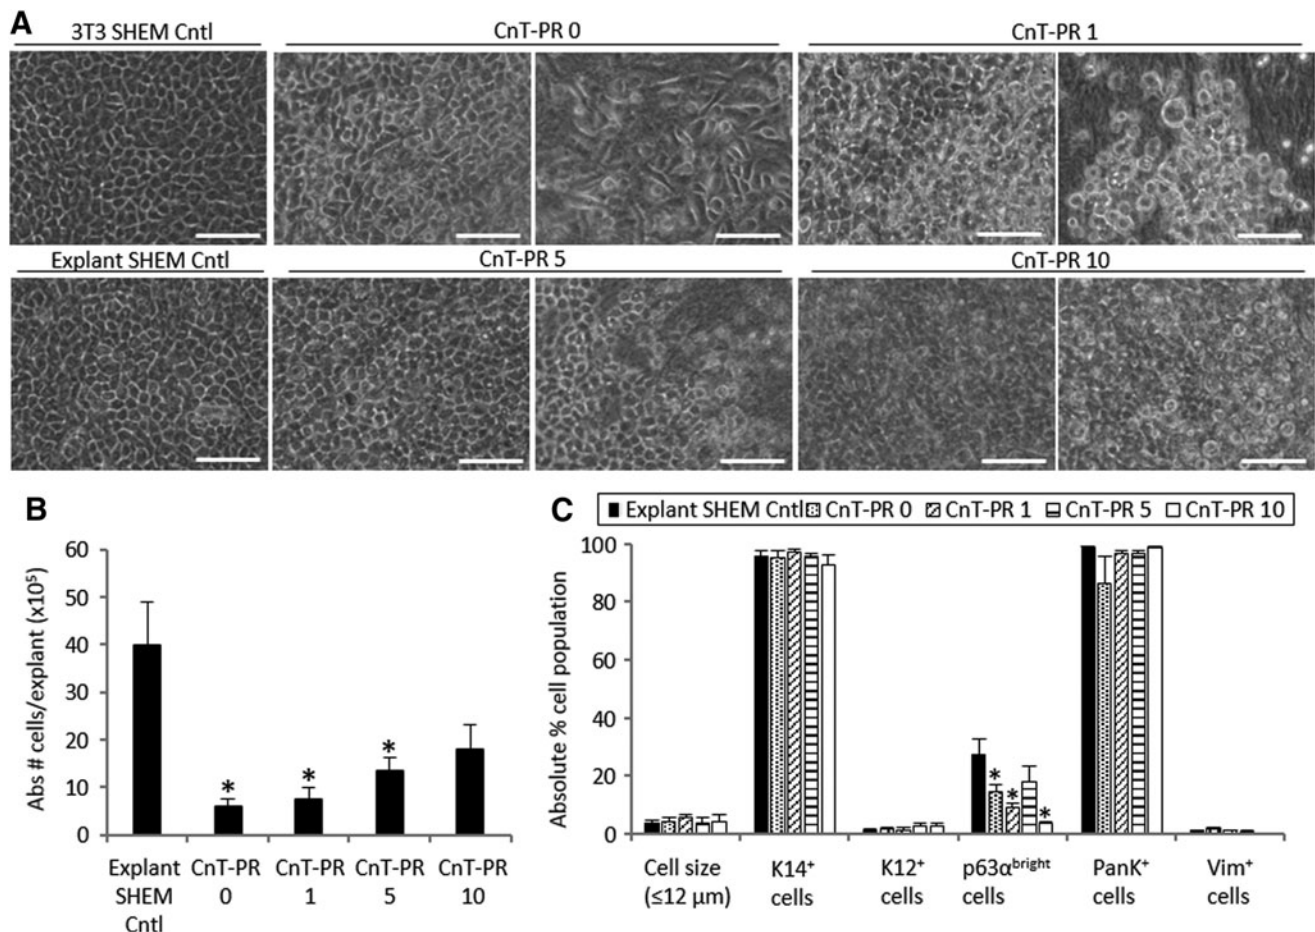 A
3T3 SHEM Cntl
CnT-PR 0
CnT-PR 1
Explant SHEM Cntl
CnT-PR 5
CnT-PR 10
B
Abs # cells/explant (x10⁵)
60
50
40
30
20
10
0
*
*
*
Explant SHEM Cntl
CnT-PR 0
CnT-PR 1
CnT-PR 5
CnT-PR 10
C
Explant SHEM Cntl CnT-PR 0 CnT-PR 1 CnT-PR 5 CnT-PR 10
Absolute % cell population
100
80
60
40
20
0
*
*
*
Cell size (≤12 μm)
K14⁺ cells
K12⁺ cells
p63αᵇʳⁱᵍʰᵗ cells
PanK⁺ cells
Vim⁺ cells